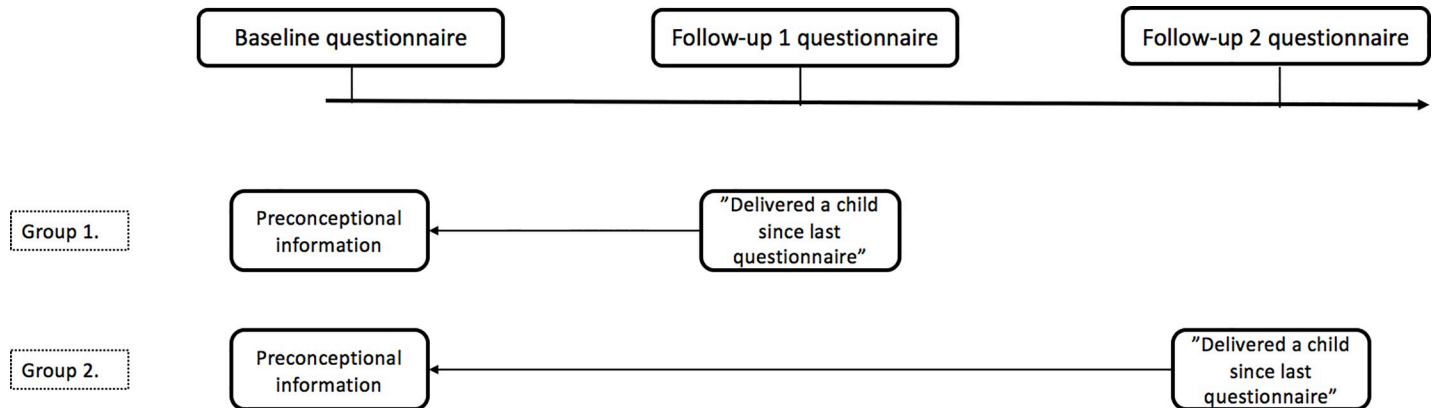 Baseline questionnaire
Follow-up 1 questionnaire
Follow-up 2 questionnaire
Group 1.
Preconceptional
information
”Delivered a child
since last
questionnaire”
Group 2.
Preconceptional
information
”Delivered a child
since last
questionnaire”